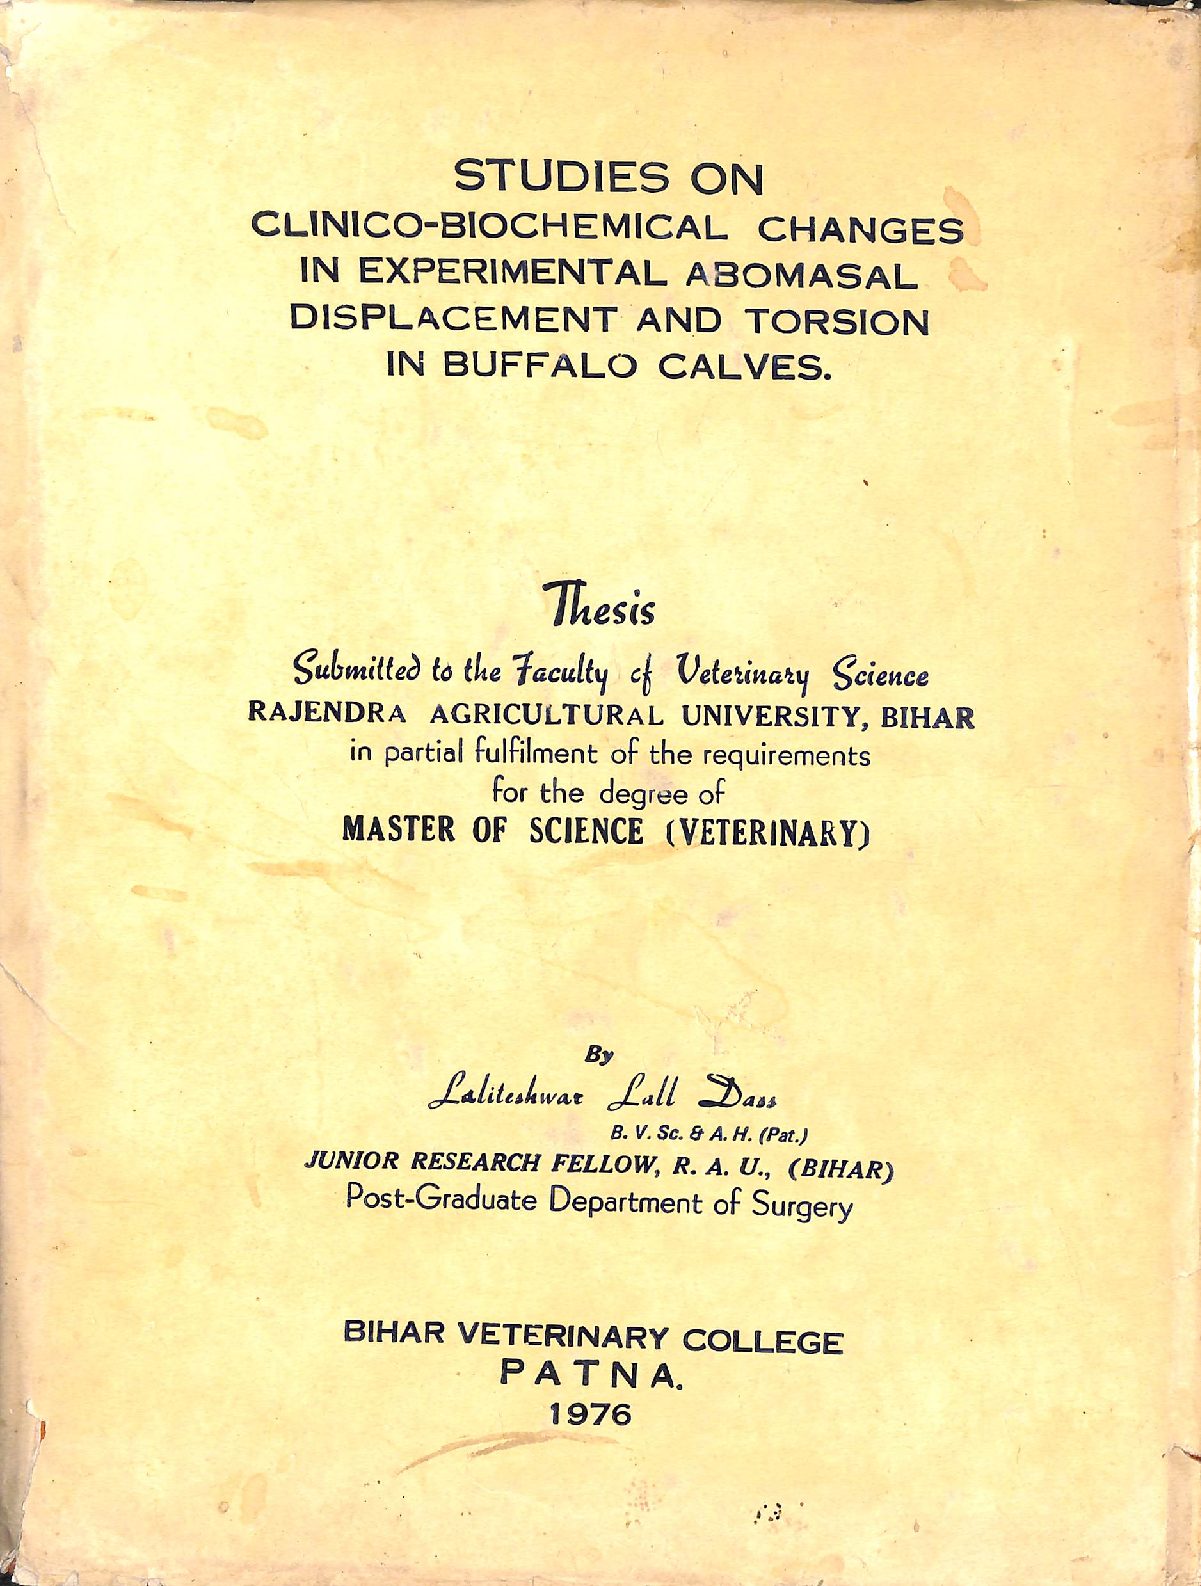 STUDIES ON
CLINICO-BIOCHEMICAL CHANGES
IN EXPERIMENTAL ABOMASAL
DISPLACEMENT AND TORSION
IN BUFFALO CALVES.
Thesis
Submitted to the Faculty of Veterinary Science
RAJENDRA AGRICULTURAL UNIVERSITY, BIHAR
in partial fulfilment of the requirements
for the degree of
MASTER OF SCIENCE (VETERINARY)
By
Laliteshwar Lall Dass
B. V. Sc. & A. H. (Pat.)
JUNIOR RESEARCH FELLOW, R. A. U., (BIHAR)
Post-Graduate Department of Surgery
BIHAR VETERINARY COLLEGE
PATNA.
1976